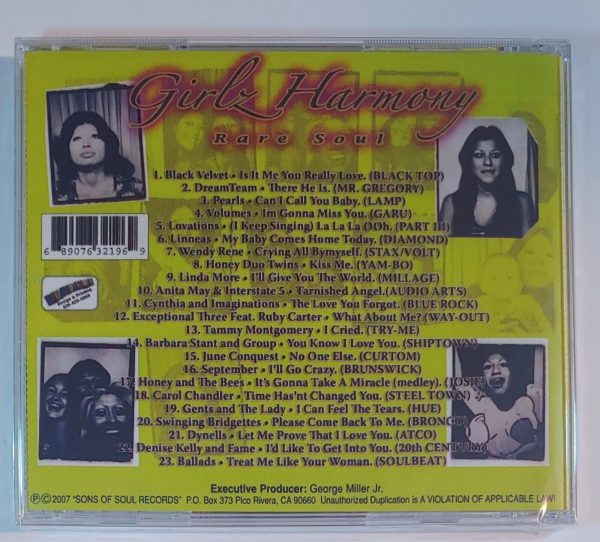 Girlz Harmony
Rare Soul
1. Black Velvet • Is It Me You Really Love. (BLACK TOP)
2. DreamTeam • There He Is. (MR. GREGORY)
3. Pearls • Can I Call You Baby. (LAMP)
4. Volumes • Im Gonna Miss You. (GARU)
5. Lovations • (I Keep Singing) La La La OOh. (PART III)
6. Linneas • My Baby Comes Home Today. (DIAMOND)
7. Wendy Rene • Crying All Bymyself. (STAX/VOLT)
8. Honey Duo Twins • Kiss Me. (YAM-BO)
9. Linda More • I'll Give You The World. (MILLAGE)
10. Anita May & Interstate 5 • Tarnished Angel.(AUDIO ARTS)
11. Cynthia and Imaginations • The Love You Forgot. (BLUE ROCK)
12. Exceptional Three Feat. Ruby Carter • What About Me? (WAY-OUT)
13. Tammy Montgomery • I Cried. (TRY-ME)
14. Barbara Stant and Group • You Know I Love You. (SHIPTOWN)
15. June Conquest • No One Else. (CURTOM)
16. September • I'll Go Crazy. (BRUNSWICK)
17. Honey and The Bees • It's Gonna Take A Miracle (medley). (JOSIE)
18. Carol Chandler • Time Has'nt Changed You. (STEEL TOWN)
19. Gents and The Lady • I Can Feel The Tears. (HUE)
20. Swinging Bridgettes • Please Come Back To Me. (BRONCO)
21. Dynells • Let Me Prove That I Love You. (ATCO)
22. Denise Kelly and Fame • I'd Like To Get Into You. (20th CENTURY)
23. Ballads • Treat Me Like Your Woman. (SOULBEAT)
6 89076 32196 9
Design & Printing
Executive Producer: George Miller Jr.
Ⓟ©2007 "SONS OF SOUL RECORDS" P.O. Box 373 Pico Rivera, CA 90660 Unauthorized Duplication is A VIOLATION OF APPLICABLE LAW!